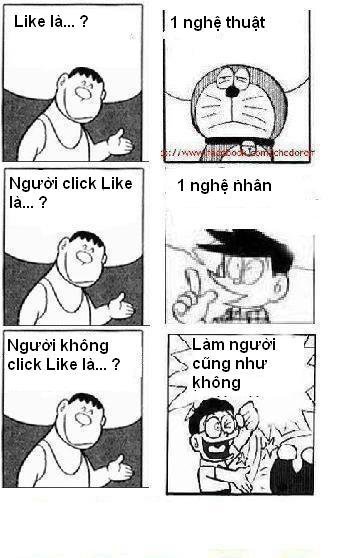 Like là... ?
1 nghệ thuật
Người click Like
là... ?
1 nghệ nhân
Người không
click Like là... ?
Làm người
cũng như
không